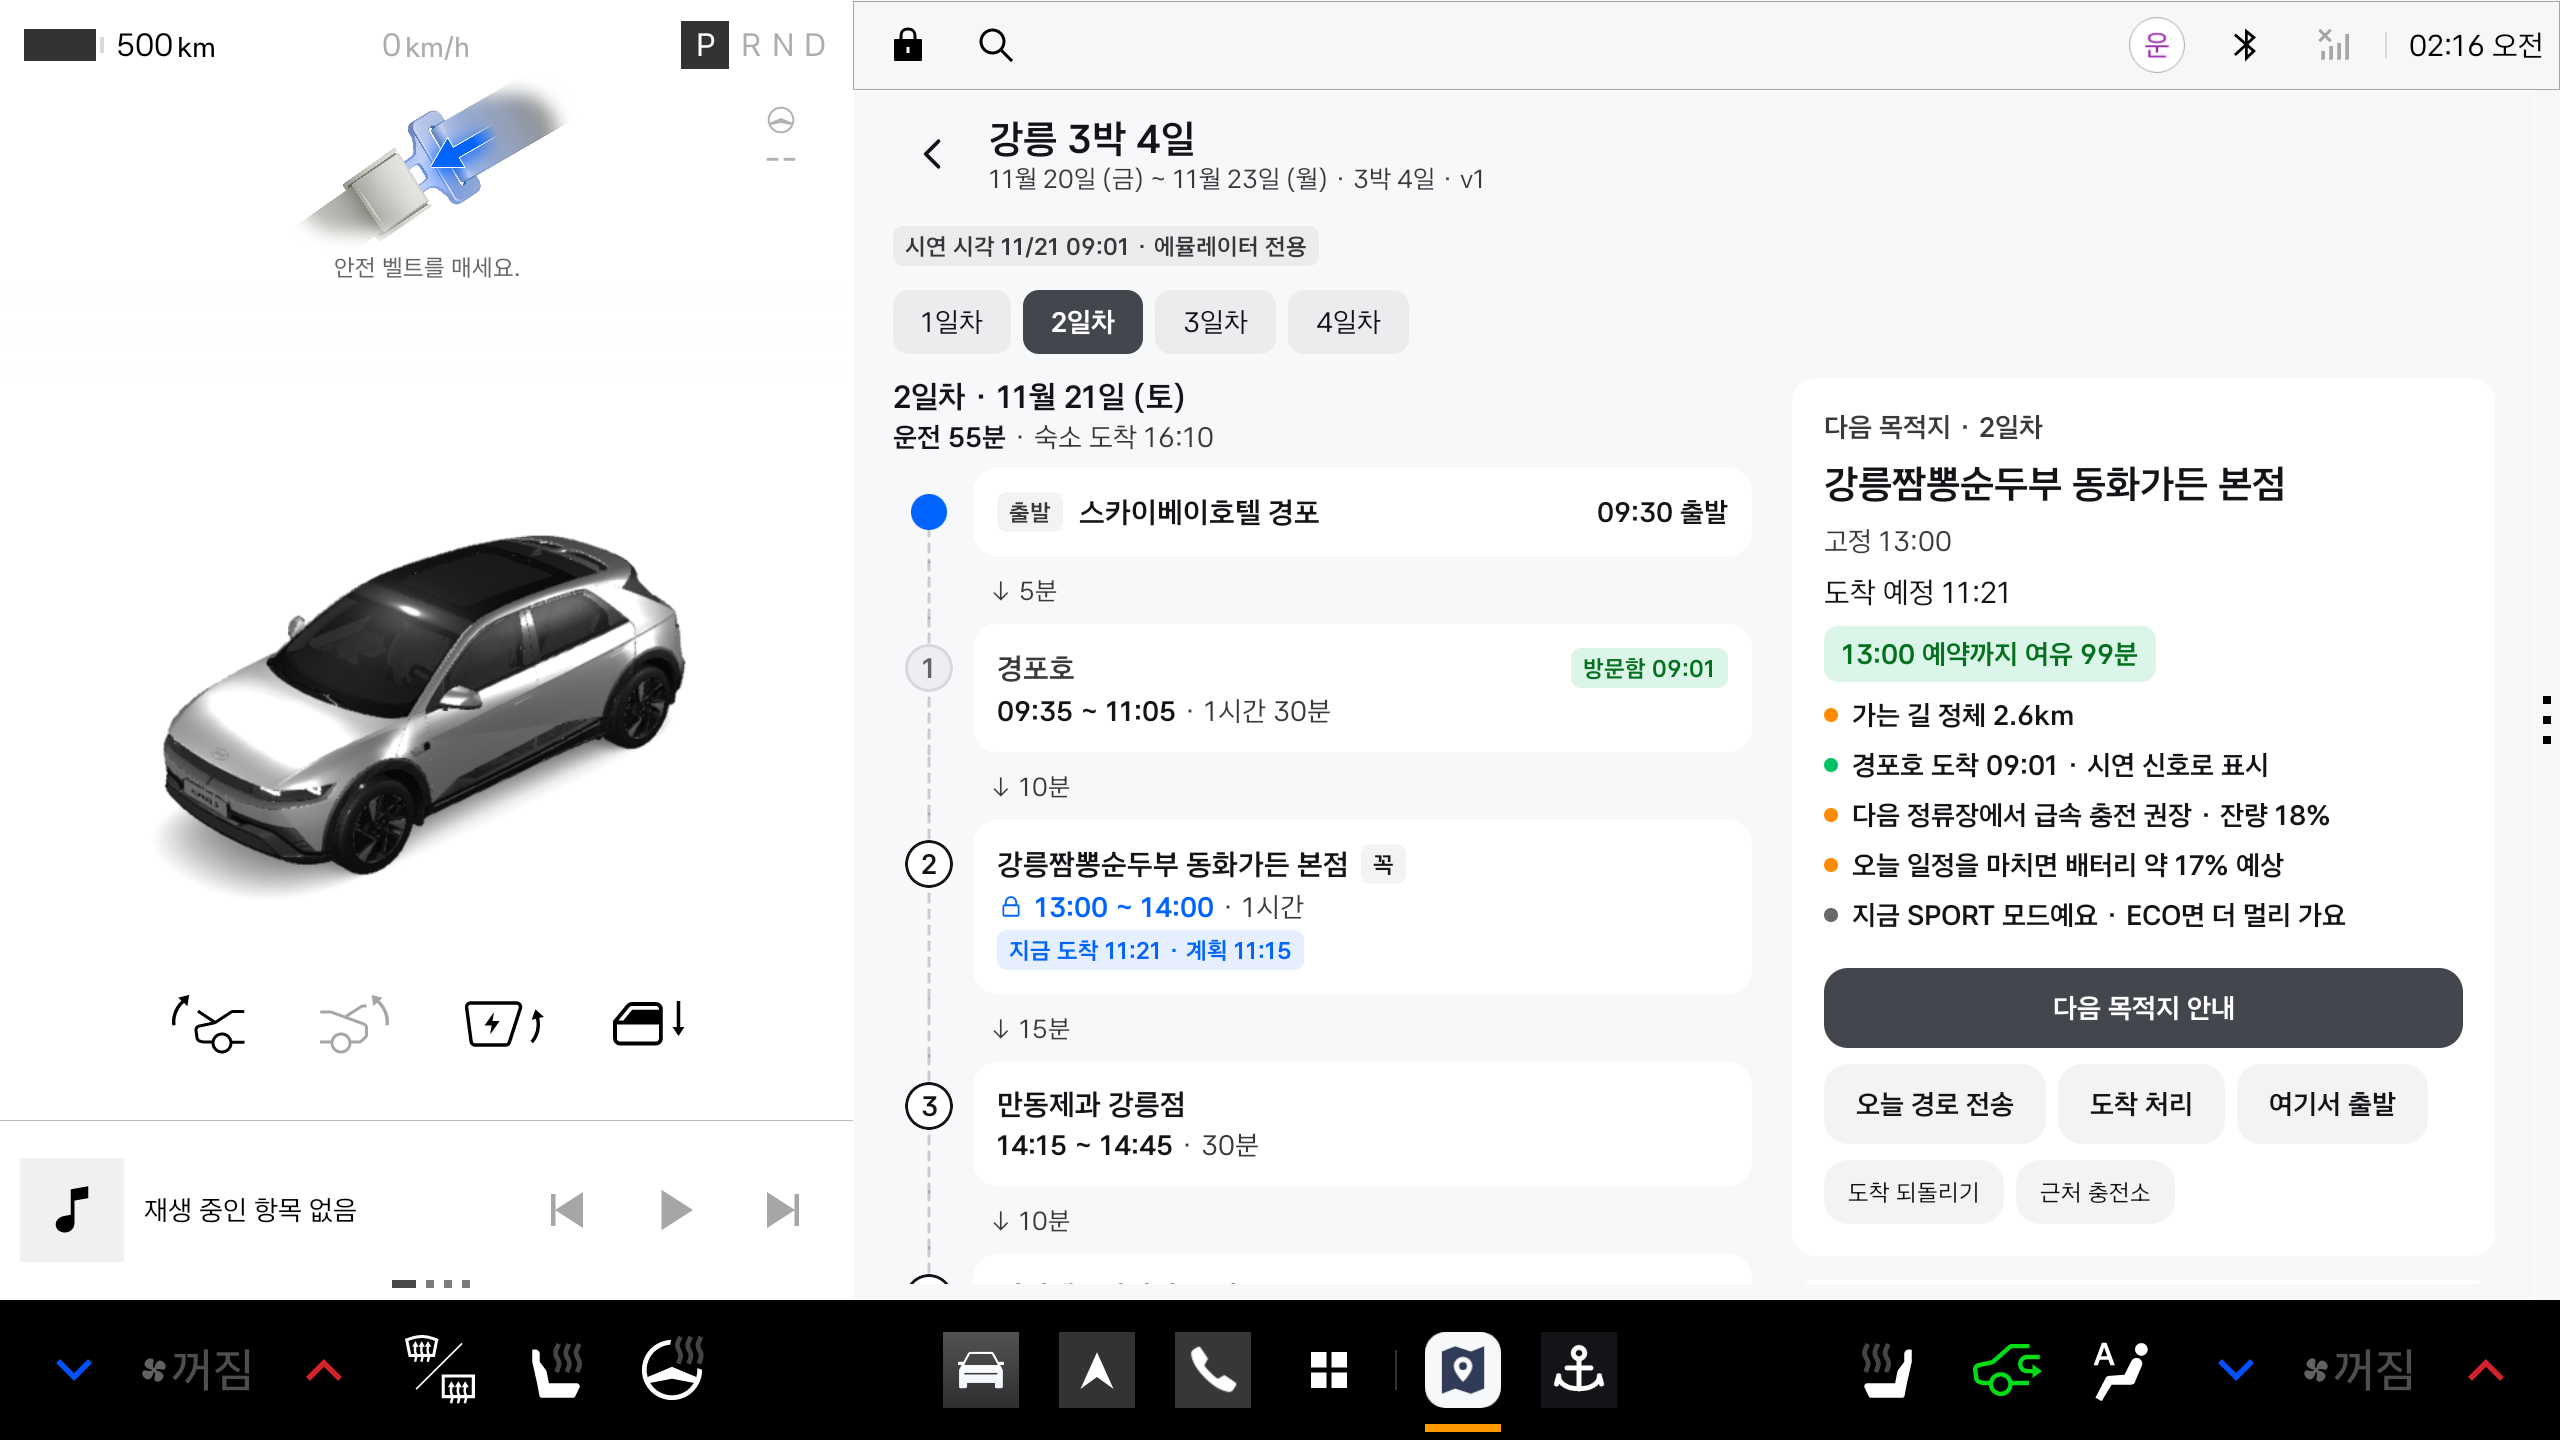 500 km
0 km/h
P R N D
안전 벨트를 매세요.
재생 중인 항목 없음
운
02:16 오전
강릉 3박 4일
11월 20일 (금) ~ 11월 23일 (월) · 3박 4일 · v1
시연 시각 11/21 09:01 · 에뮬레이터 전용
1일차
2일차
3일차
4일차
2일차 · 11월 21일 (토)
운전 55분 · 숙소 도착 16:10
출발 스카이베이호텔 경포 09:30 출발
↓ 5분
1 경포호 방문함 09:01
09:35 ~ 11:05 · 1시간 30분
↓ 10분
2 강릉짬뽕순두부 동화가든 본점 꼭
13:00 ~ 14:00 · 1시간
지금 도착 11:21 · 계획 11:15
↓ 15분
3 만동제과 강릉점
14:15 ~ 14:45 · 30분
↓ 10분
다음 목적지 · 2일차
강릉짬뽕순두부 동화가든 본점
고정 13:00
도착 예정 11:21
13:00 예약까지 여유 99분
가는 길 정체 2.6km
경포호 도착 09:01 · 시연 신호로 표시
다음 정류장에서 급속 충전 권장 · 잔량 18%
오늘 일정을 마치면 배터리 약 17% 예상
지금 SPORT 모드예요 · ECO면 더 멀리 가요
다음 목적지 안내
오늘 경로 전송
도착 처리
여기서 출발
도착 되돌리기
근처 충전소
꺼짐
A
꺼짐